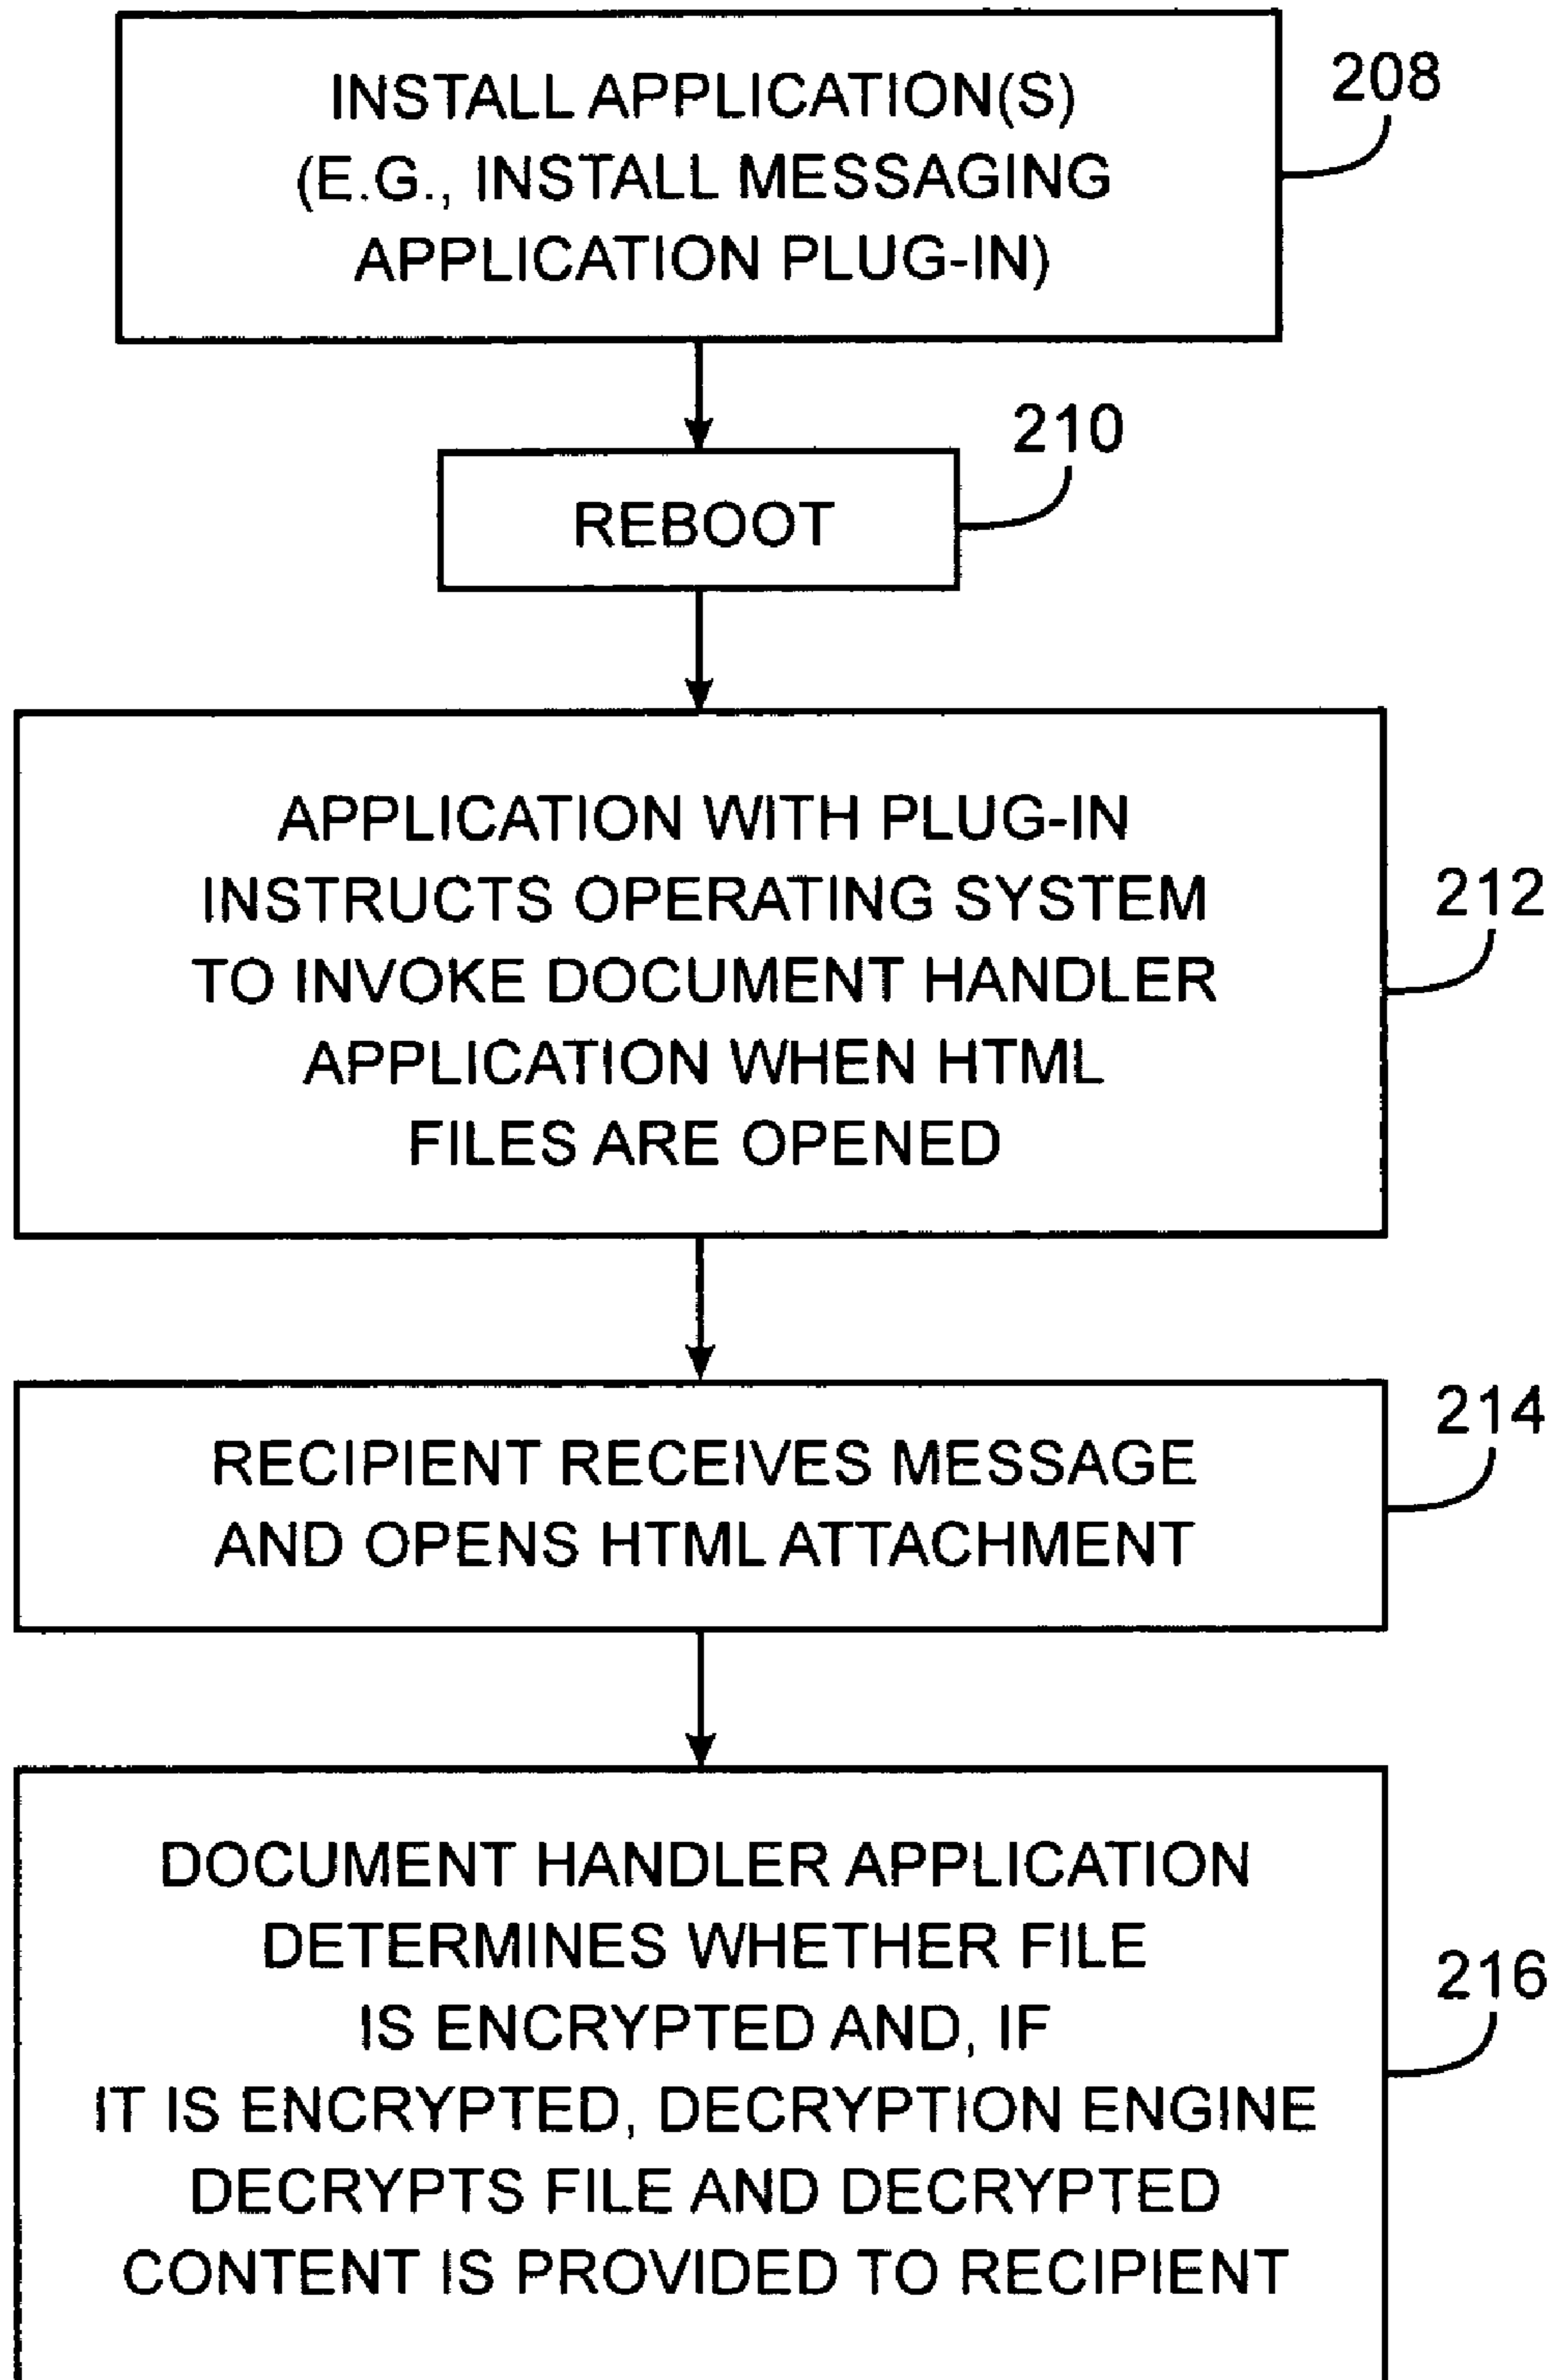 INSTALL APPLICATION(S)
(E.G., INSTALL MESSAGING
APPLICATION PLUG-IN)
208
REBOOT
210
APPLICATION WITH PLUG-IN
INSTRUCTS OPERATING SYSTEM
TO INVOKE DOCUMENT HANDLER
APPLICATION WHEN HTML
FILES ARE OPENED
212
RECIPIENT RECEIVES MESSAGE
AND OPENS HTML ATTACHMENT
214
DOCUMENT HANDLER APPLICATION
DETERMINES WHETHER FILE
IS ENCRYPTED AND, IF
IT IS ENCRYPTED, DECRYPTION ENGINE
DECRYPTS FILE AND DECRYPTED
CONTENT IS PROVIDED TO RECIPIENT
216